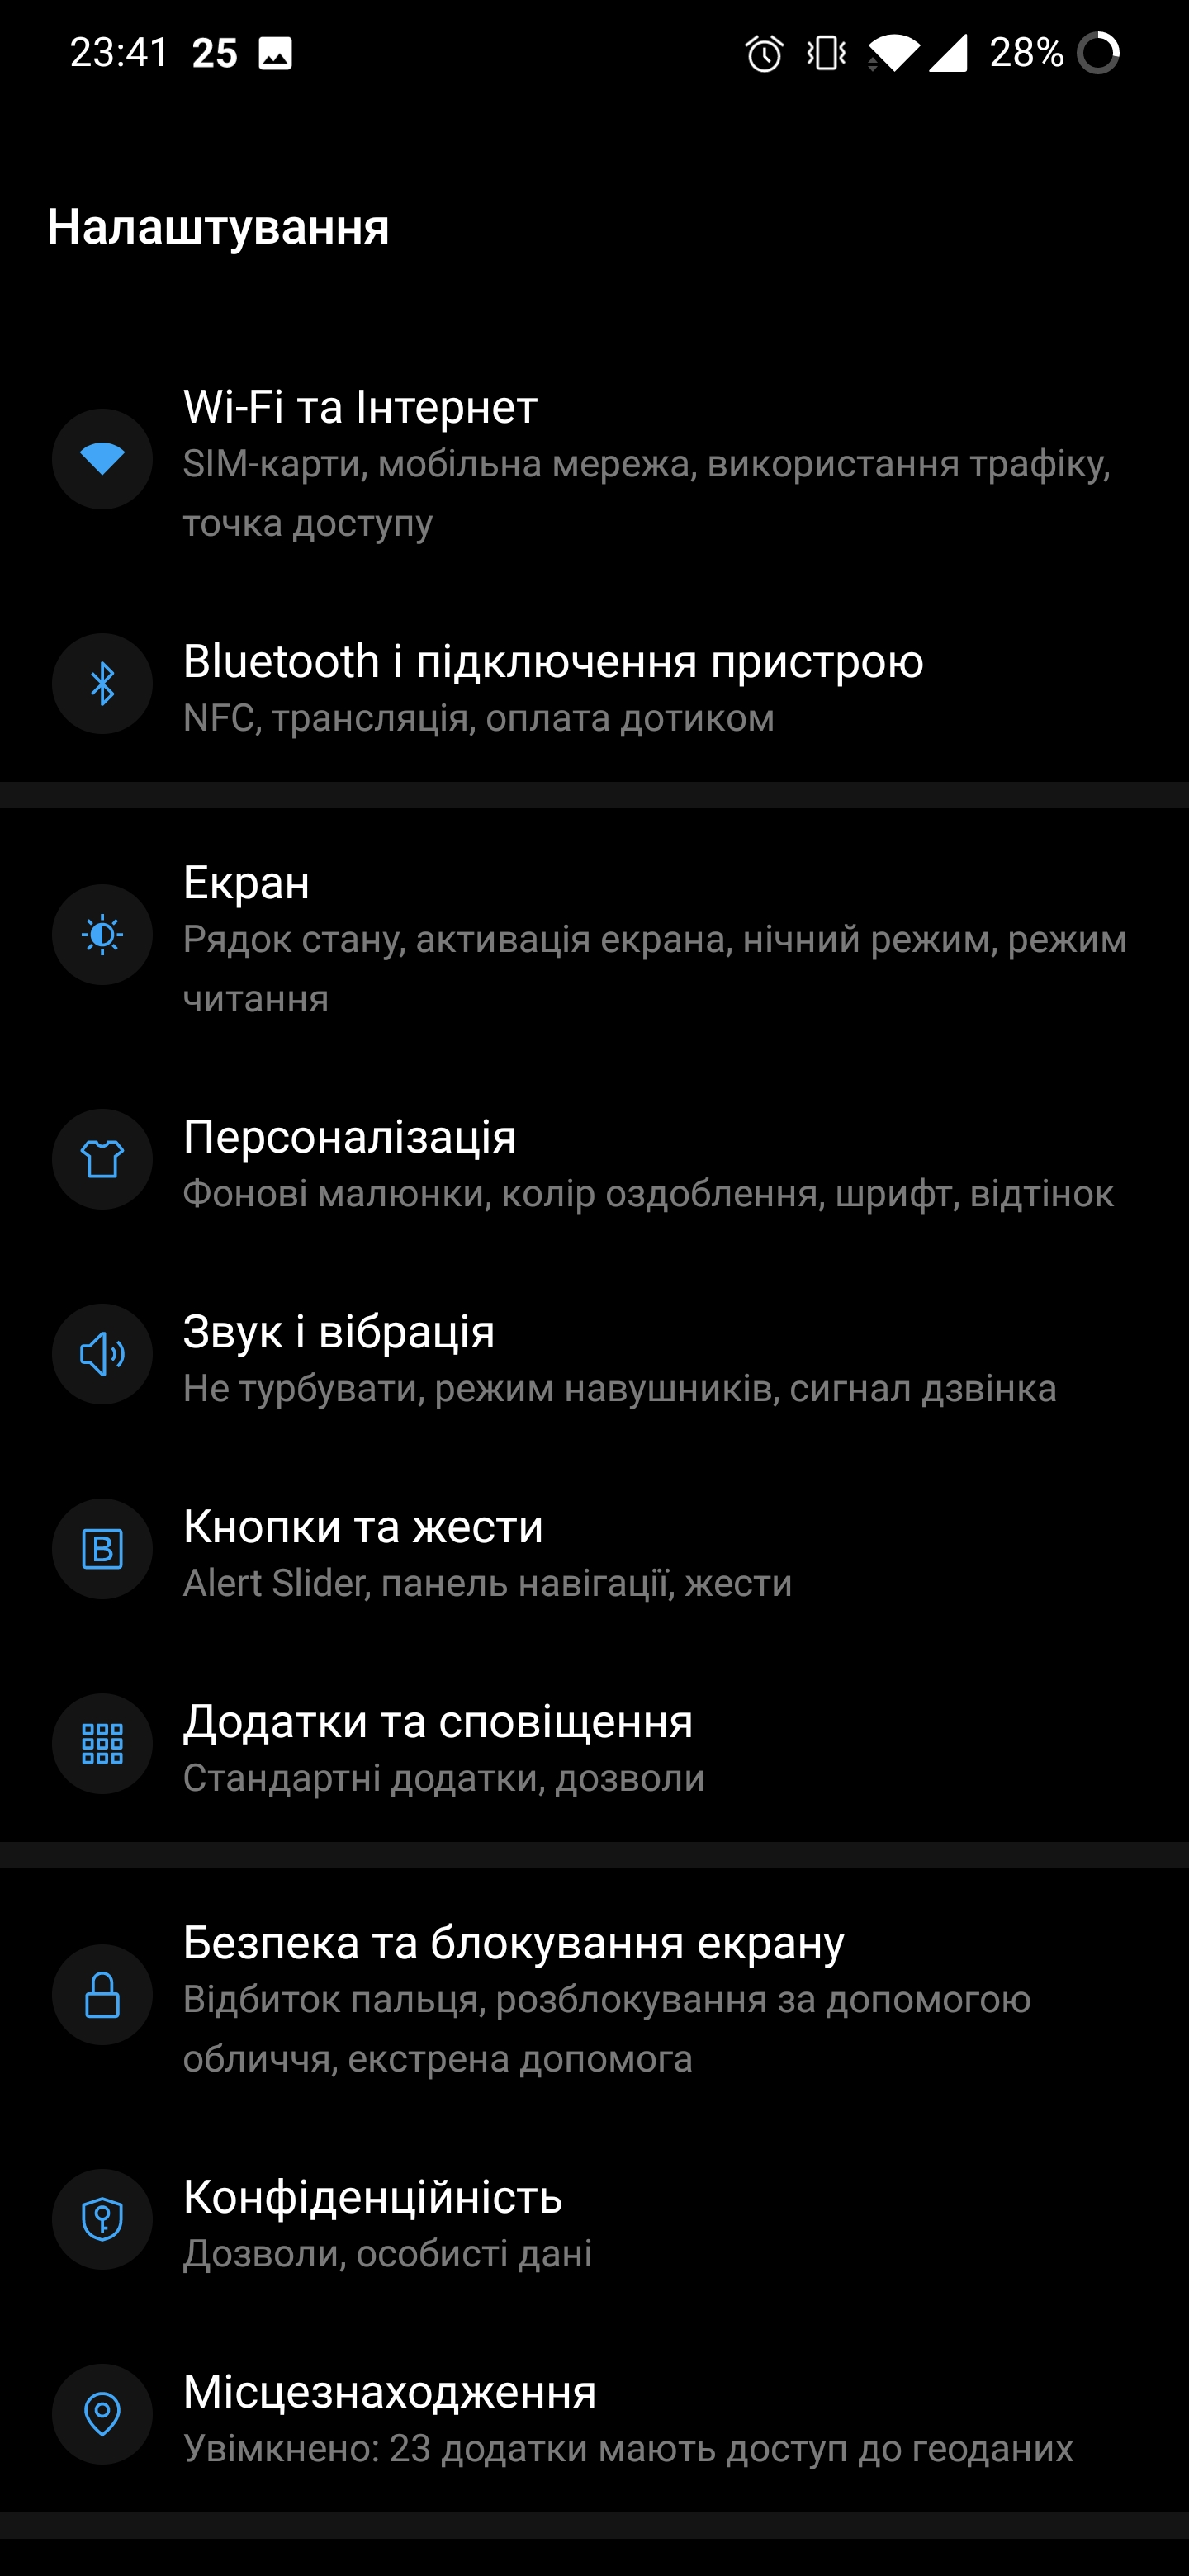 23:41 25 28%
Налаштування
Wi-Fi та Інтернет
SIM-карти, мобільна мережа, використання трафіку,
точка доступу
Bluetooth і підключення пристрою
NFC, трансляція, оплата дотиком
Екран
Рядок стану, активація екрана, нічний режим, режим
читання
Персоналізація
Фонові малюнки, колір оздоблення, шрифт, відтінок
Звук і вібрація
Не турбувати, режим навушників, сигнал дзвінка
B Кнопки та жести
Alert Slider, панель навігації, жести
Додатки та сповіщення
Стандартні додатки, дозволи
Безпека та блокування екрану
Відбиток пальця, розблокування за допомогою
обличчя, екстрена допомога
Конфіденційність
Дозволи, особисті дані
Місцезнаходження
Увімкнено: 23 додатки мають доступ до геоданих